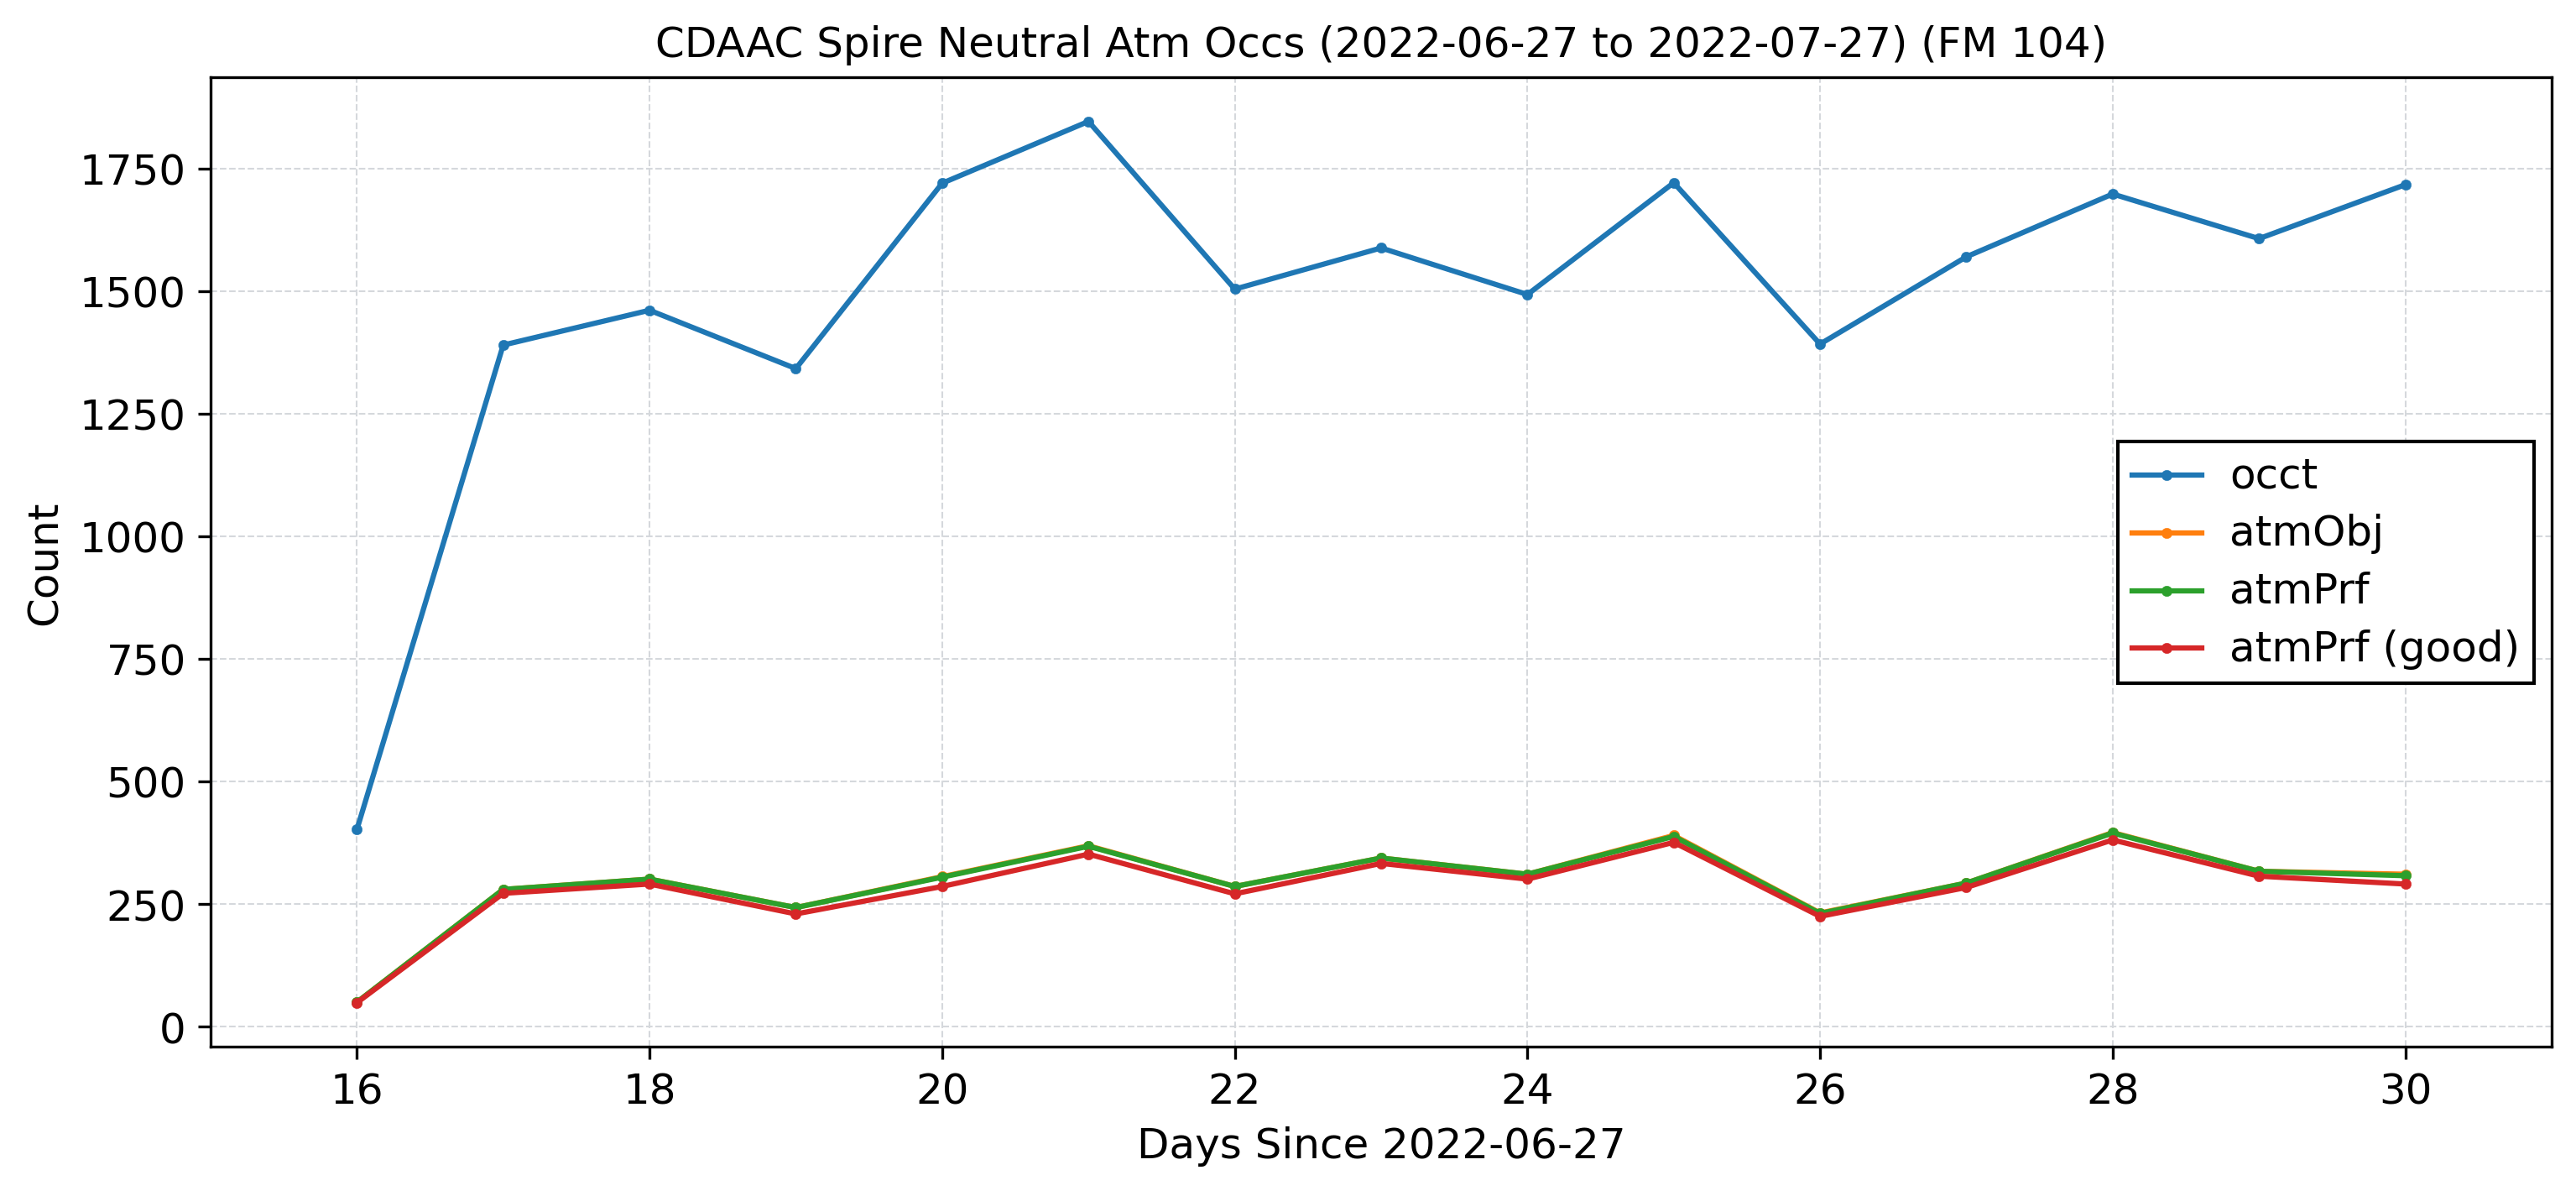 CDAAC Spire Neutral Atm Occs (2022-06-27 to 2022-07-27) (FM 104)
1750
1500
1250
1000
750
500
250
0
Count
occt
atmObj
atmPrf
atmPrf (good)
16 18 20 22 24 26 28 30
Days Since 2022-06-27